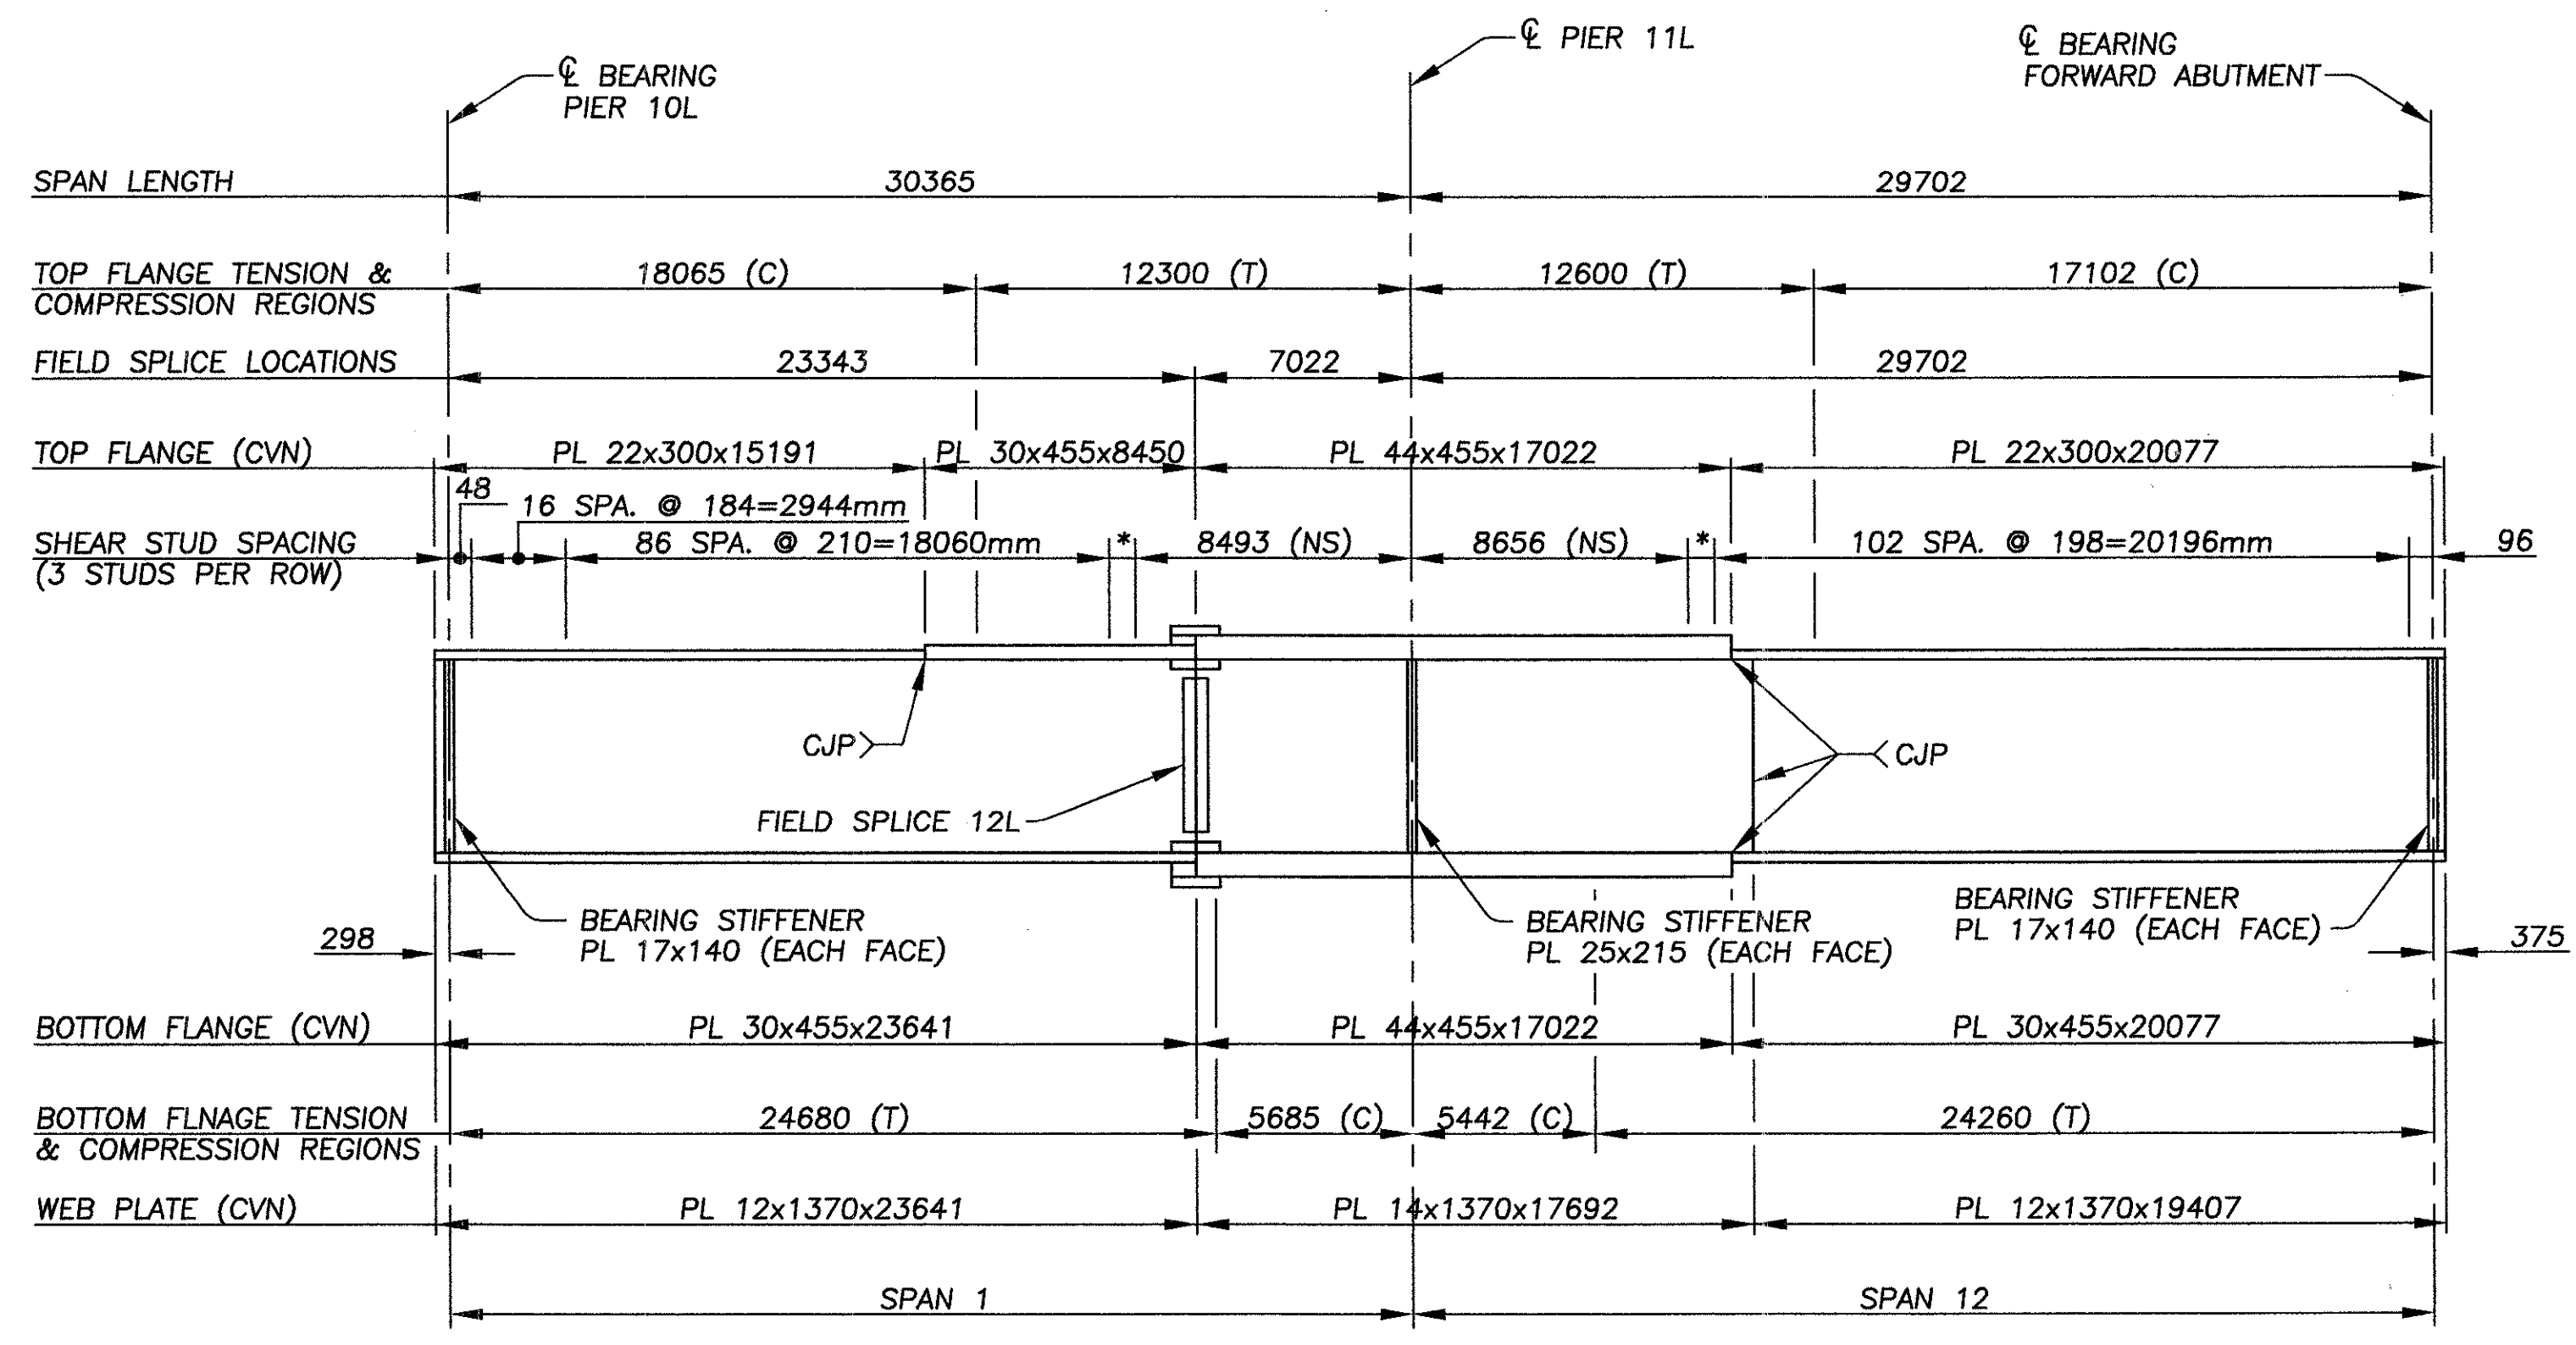 ℄ PIER 11L
℄ BEARING
FORWARD ABUTMENT
℄ BEARING
PIER 10L
SPAN LENGTH
30365
29702
TOP FLANGE TENSION &
COMPRESSION REGIONS
18065 (C)
12300 (T)
12600 (T)
17102 (C)
FIELD SPLICE LOCATIONS
23343
7022
29702
TOP FLANGE (CVN)
PL 22x300x15191
PL 30x455x8450
PL 44x455x17022
PL 22x300x20077
48
16 SPA. @ 184=2944mm
SHEAR STUD SPACING
(3 STUDS PER ROW)
86 SPA. @ 210=18060mm
*
8493 (NS)
8656 (NS)
*
102 SPA. @ 198=20196mm
96
CJP
CJP
FIELD SPLICE 12L
BEARING STIFFENER
PL 17x140 (EACH FACE)
BEARING STIFFENER
PL 25x215 (EACH FACE)
BEARING STIFFENER
PL 17x140 (EACH FACE)
298
375
BOTTOM FLANGE (CVN)
PL 30x455x23641
PL 44x455x17022
PL 30x455x20077
BOTTOM FLNAGE TENSION
& COMPRESSION REGIONS
24680 (T)
5685 (C)
5442 (C)
24260 (T)
WEB PLATE (CVN)
PL 12x1370x23641
PL 14x1370x17692
PL 12x1370x19407
SPAN 1
SPAN 12